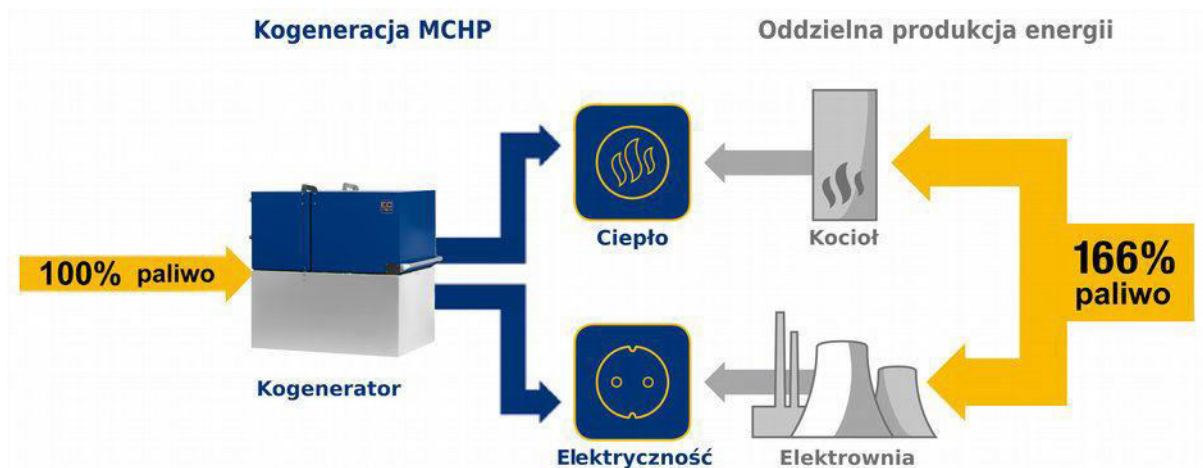 Kogeneracja MCHP
Oddzielna produkcja energii
100% paliwo
Kogenerator
Ciepło
Kocioł
Elektryczność
Elektrownia
166%
paliwo